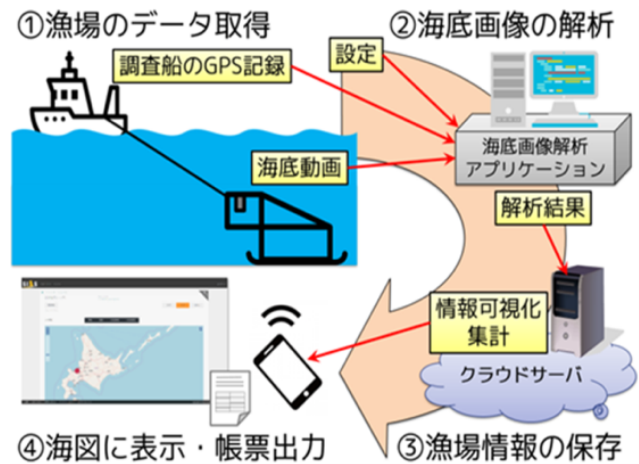 ①漁場のデータ取得
②海底画像の解析
調査船のGPS記録
設定
海底動画
海底画像解析
アプリケーション
解析結果
情報可視化
集計
クラウドサーバ
④海図に表示・帳票出力
③漁場情報の保存